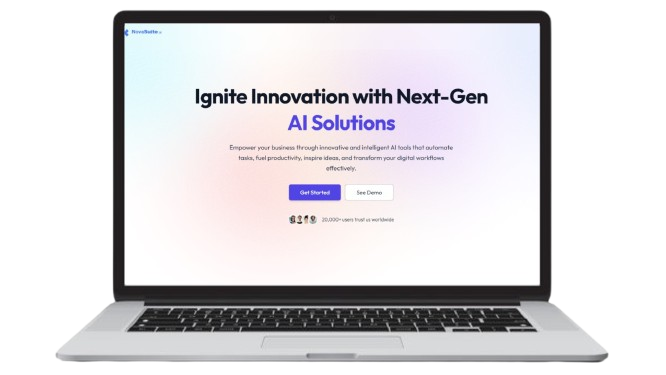 NovaSuite
Ignite Innovation with Next-Gen
AI Solutions
Empower your business through innovative and intelligent AI tools that automate
tasks, fuel productivity, inspire ideas, and transform your digital workflows
effectively.
Get Started
See Demo
20,000+ users trust us worldwide